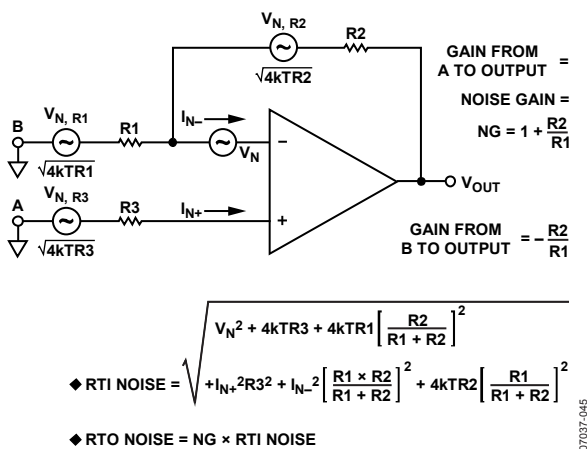 V_N, R2
R2
√4kTR2
GAIN FROM
A TO OUTPUT =
NOISE GAIN =
NG = 1 + R2/R1
B
V_N, R1
R1
I_N–
V_N
–
√4kTR1
A
V_N, R3
R3
I_N+
+
√4kTR3
V_OUT
GAIN FROM
B TO OUTPUT = – R2/R1
◆ RTI NOISE = √ V_N² + 4kTR3 + 4kTR1 [ R2/(R1 + R2) ]²
+ I_N+² R3² + I_N–² [ (R1 × R2)/(R1 + R2) ]² + 4kTR2 [ R1/(R1 + R2) ]²
◆ RTO NOISE = NG × RTI NOISE
07037-045